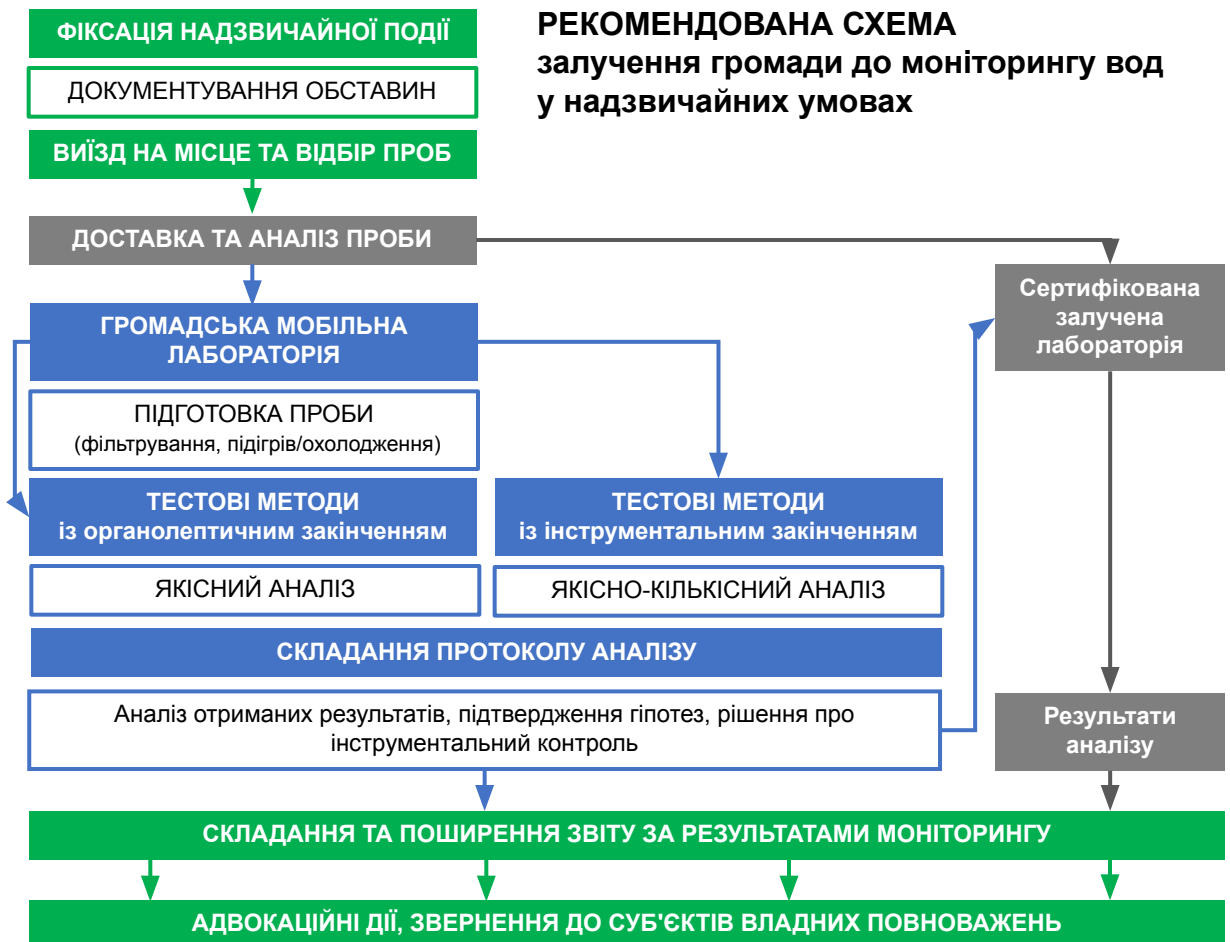 РЕКОМЕНДОВАНА СХЕМА
залучення громади до моніторингу вод
у надзвичайних умовах
ФІКСАЦІЯ НАДЗВИЧАЙНОЇ ПОДІЇ
ДОКУМЕНТУВАННЯ ОБСТАВИН
ВИЇЗД НА МІСЦЕ ТА ВІДБІР ПРОБ
ДОСТАВКА ТА АНАЛІЗ ПРОБИ
Сертифікована
залучена
лабораторія
ГРОМАДСЬКА МОБІЛЬНА
ЛАБОРАТОРІЯ
ПІДГОТОВКА ПРОБИ
(фільтрування, підігрів/охолодження)
ТЕСТОВІ МЕТОДИ
із органолептичним закінченням
ТЕСТОВІ МЕТОДИ
із інструментальним закінченням
ЯКІСНИЙ АНАЛІЗ
ЯКІСНО-КІЛЬКІСНИЙ АНАЛІЗ
СКЛАДАННЯ ПРОТОКОЛУ АНАЛІЗУ
Аналіз отриманих результатів, підтвердження гіпотез, рішення про
інструментальний контроль
Результати
аналізу
СКЛАДАННЯ ТА ПОШИРЕННЯ ЗВІТУ ЗА РЕЗУЛЬТАТАМИ МОНІТОРИНГУ
АДВОКАЦІЙНІ ДІЇ, ЗВЕРНЕННЯ ДО СУБ'ЄКТІВ ВЛАДНИХ ПОВНОВАЖЕНЬ